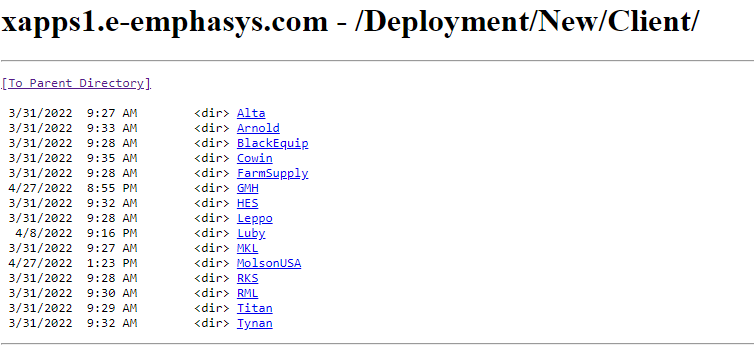 xapps1.e-emphasys.com - /Deployment/New/Client/
[To Parent Directory]
3/31/2022 9:27 AM <dir> Alta
3/31/2022 9:33 AM <dir> Arnold
3/31/2022 9:28 AM <dir> BlackEquip
3/31/2022 9:35 AM <dir> Cowin
3/31/2022 9:28 AM <dir> FarmSupply
4/27/2022 8:55 PM <dir> GMH
3/31/2022 9:32 AM <dir> HES
3/31/2022 9:28 AM <dir> Leppo
4/8/2022 9:16 PM <dir> Luby
3/31/2022 9:27 AM <dir> MKL
4/27/2022 1:23 PM <dir> MolsonUSA
3/31/2022 9:28 AM <dir> RKS
3/31/2022 9:30 AM <dir> RML
3/31/2022 9:29 AM <dir> Titan
3/31/2022 9:32 AM <dir> Tynan